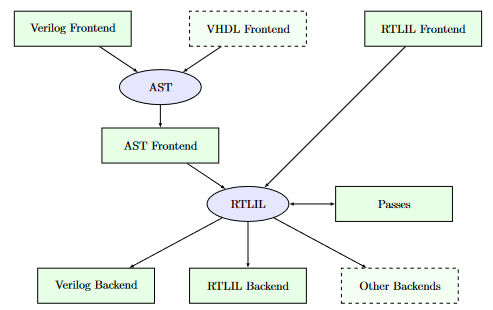 Verilog Frontend
VHDL Frontend
RTLIL Frontend
AST
AST Frontend
RTLIL
Passes
Verilog Backend
RTLIL Backend
Other Backends